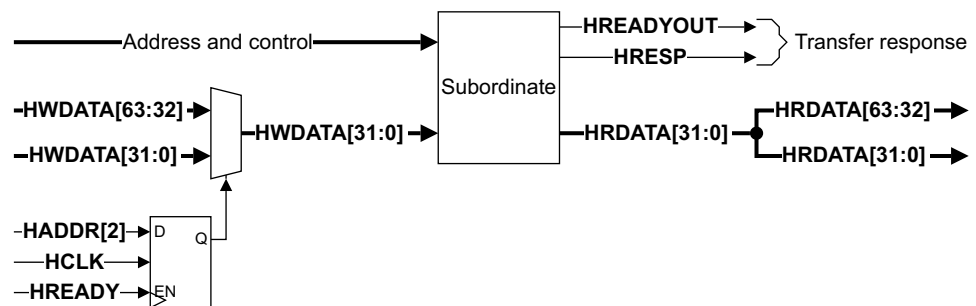 HREADYOUT
Address and control
Transfer response
HRESP
Subordinate
HWDATA[63:32]
HRDATA[63:32]
HWDATA[31:0]
HRDATA[31:0]
HWDATA[31:0]
HRDATA[31:0]
HADDR[2]
D
Q
HCLK
HREADY
EN